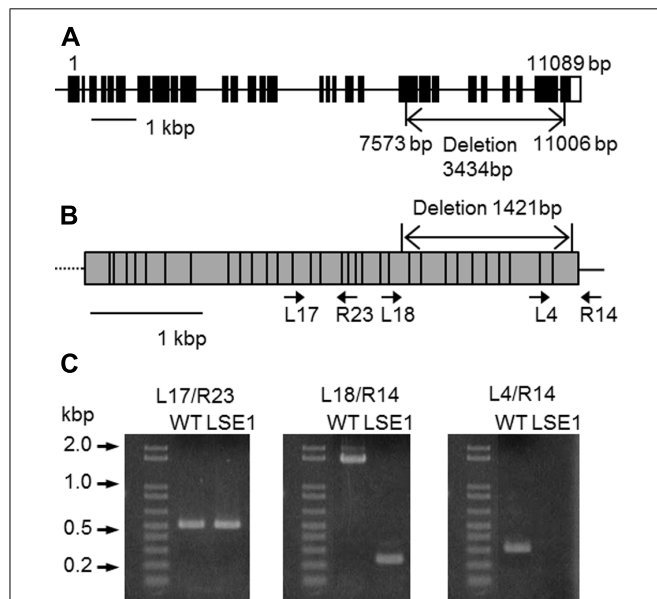 A
1 11089 bp
1 kbp
7573 bp Deletion 11006 bp
3434bp
B
Deletion 1421bp
L17 R23 L18 L4 R14
1 kbp
C
L17/R23 L18/R14 L4/R14
kbp WT LSE1 WT LSE1 WT LSE1
2.0
1.0
0.5
0.2